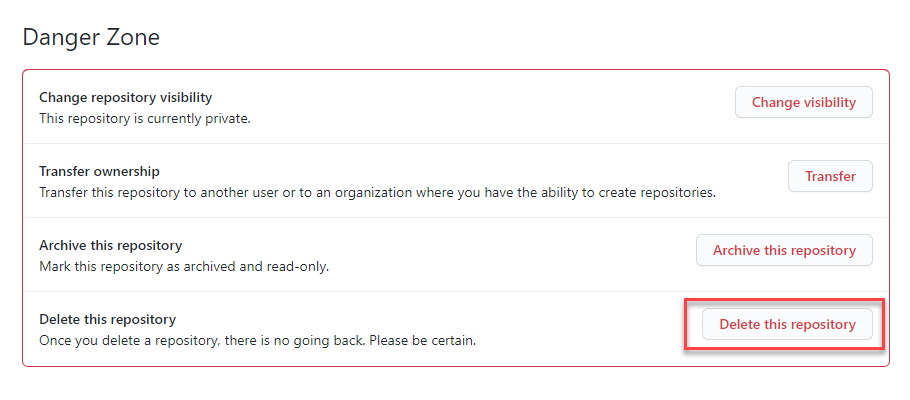 Danger Zone
Change repository visibility
This repository is currently private.
Change visibility
Transfer ownership
Transfer this repository to another user or to an organization where you have the ability to create repositories.
Transfer
Archive this repository
Mark this repository as archived and read-only.
Archive this repository
Delete this repository
Once you delete a repository, there is no going back. Please be certain.
Delete this repository